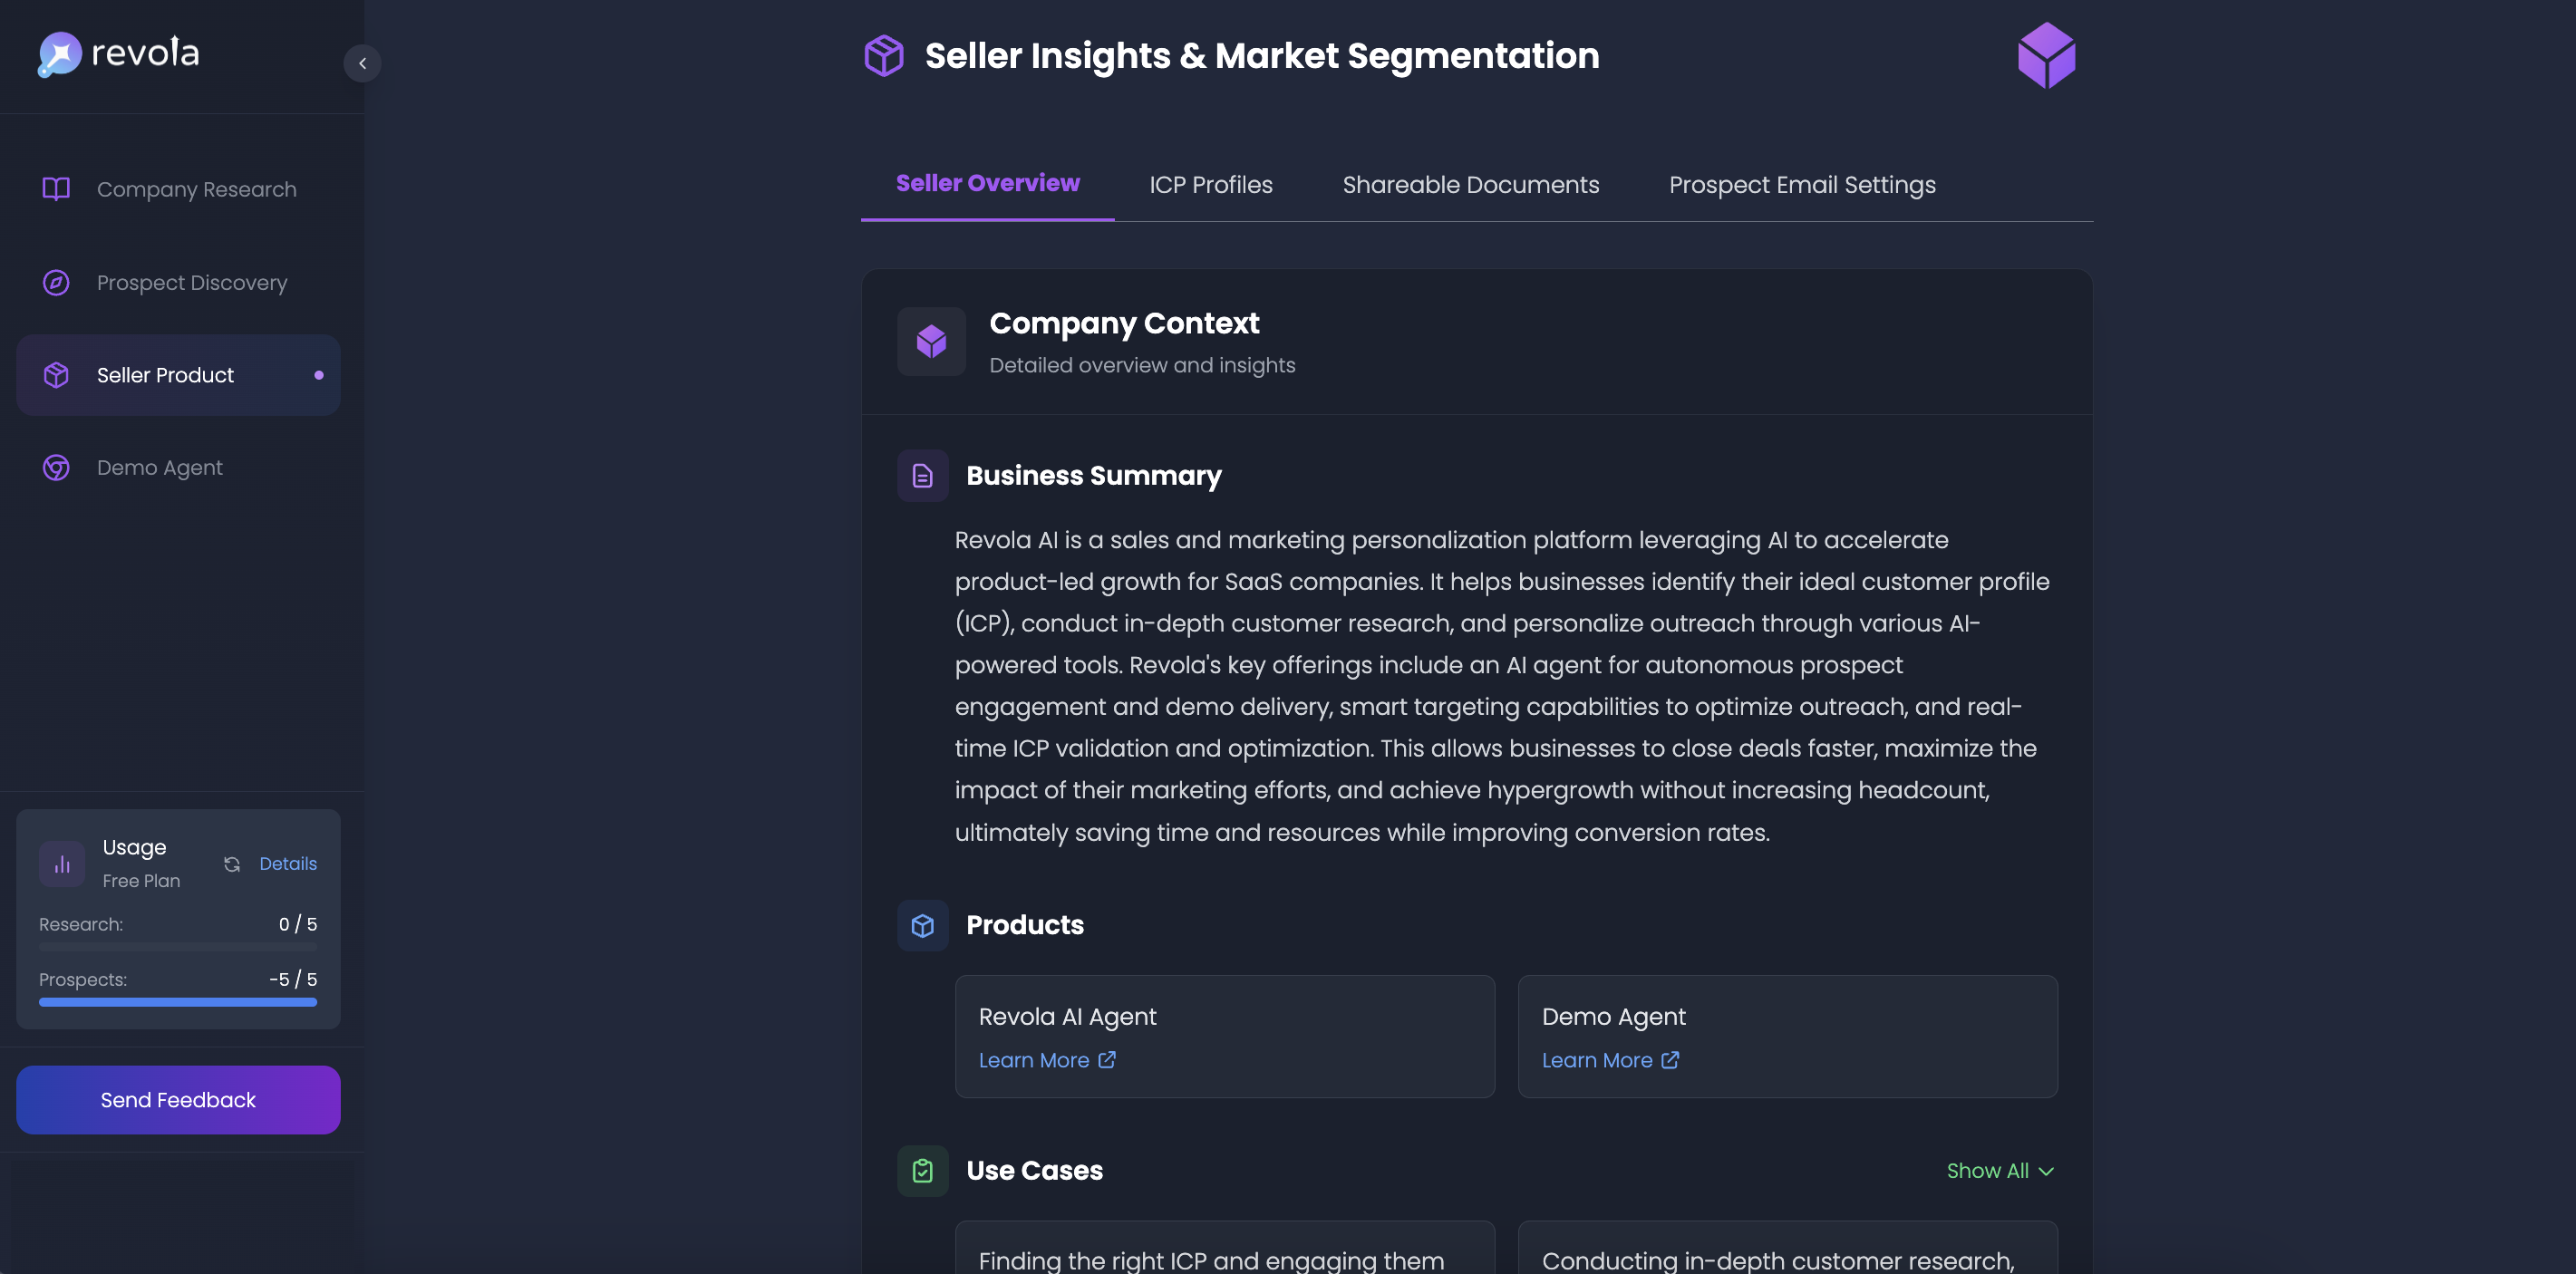 revola
Company Research
Prospect Discovery
Seller Product
Demo Agent
Usage
Free Plan
Details
Research:
0 / 5
Prospects:
-5 / 5
Send Feedback
Seller Insights & Market Segmentation
Seller Overview
ICP Profiles
Shareable Documents
Prospect Email Settings
Company Context
Detailed overview and insights
Business Summary
Revola AI is a sales and marketing personalization platform leveraging AI to accelerate
product-led growth for SaaS companies. It helps businesses identify their ideal customer profile
(ICP), conduct in-depth customer research, and personalize outreach through various AI-
powered tools. Revola's key offerings include an AI agent for autonomous prospect
engagement and demo delivery, smart targeting capabilities to optimize outreach, and real-
time ICP validation and optimization. This allows businesses to close deals faster, maximize the
impact of their marketing efforts, and achieve hypergrowth without increasing headcount,
ultimately saving time and resources while improving conversion rates.
Products
Revola AI Agent
Learn More
Demo Agent
Learn More
Use Cases
Show All
Finding the right ICP and engaging them
Conducting in-depth customer research,